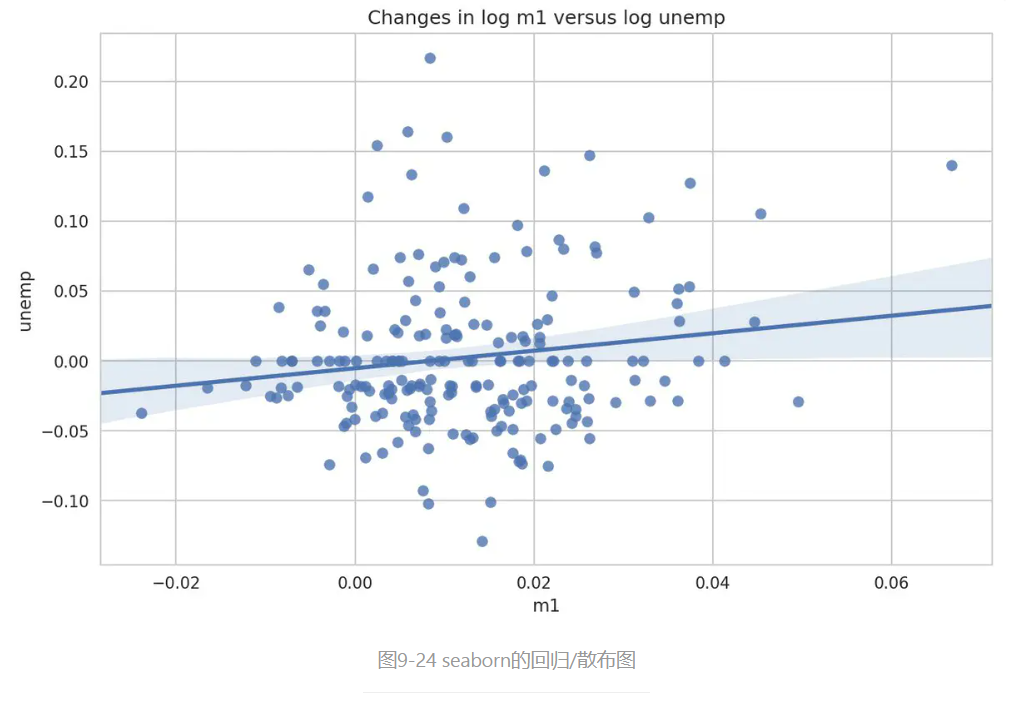 Changes in log m1 versus log unemp
0.20
0.15
0.10
0.05
0.00
−0.05
−0.10
unemp
−0.02 0.00 0.02 0.04 0.06
m1
图9-24 seaborn的回归/散布图